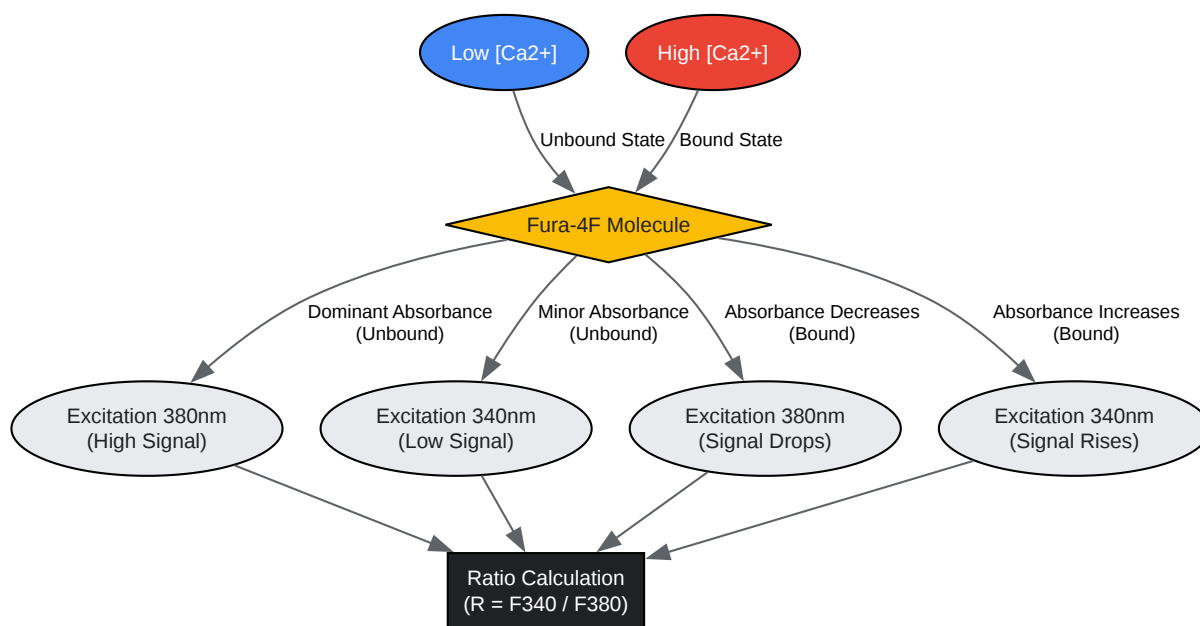 Low [Ca2+]
High [Ca2+]
Unbound State
Bound State
Fura-4F Molecule
Dominant Absorbance
(Unbound)
Minor Absorbance
(Unbound)
Absorbance Decreases
(Bound)
Absorbance Increases
(Bound)
Excitation 380nm
(High Signal)
Excitation 340nm
(Low Signal)
Excitation 380nm
(Signal Drops)
Excitation 340nm
(Signal Rises)
Ratio Calculation
(R = F340 / F380)